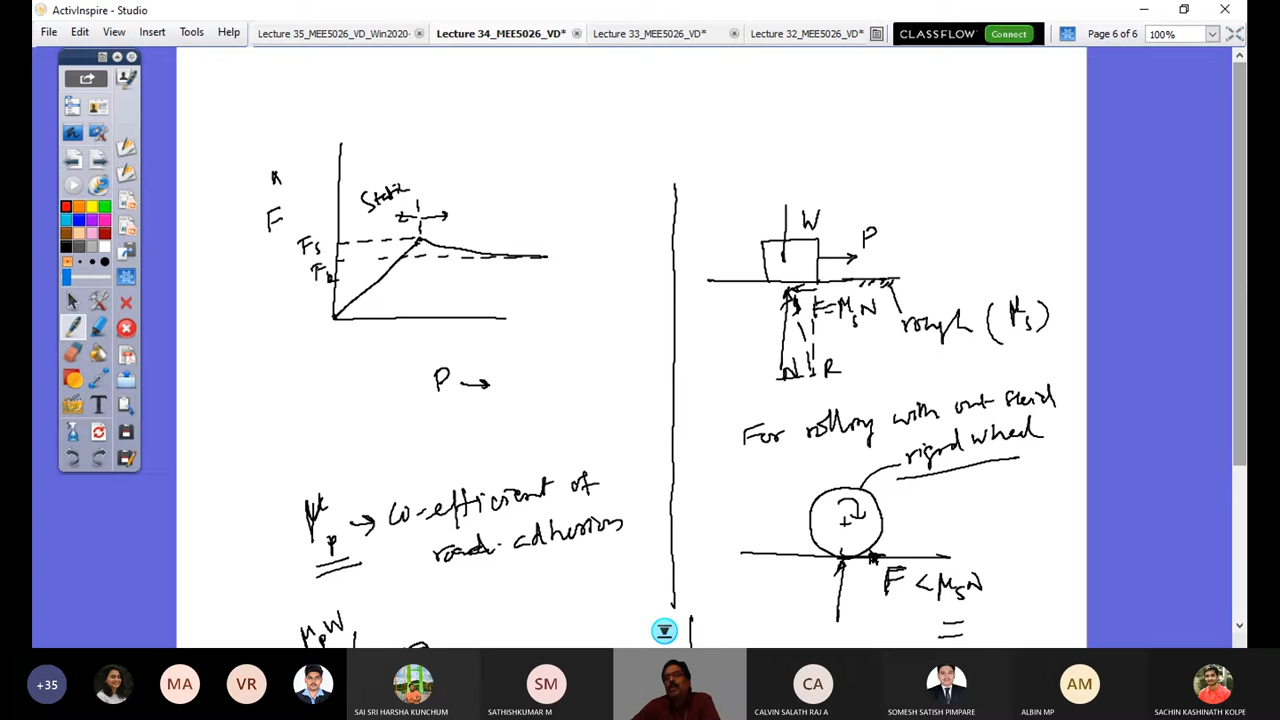 ActivInspire - Studio
File Edit View Insert Tools Help
Lecture 35_MEE5026_VD_Win2020-
Lecture 34_MEE5026_VD*
Lecture 33_MEE5026_VD*
Lecture 32_MEE5026_VD*
CLASSFLOW Connect
Page 6 of 6
100%
Static
F
Fs
Fk
P →
μp → co-efficient of
road adhesion
μpW
W
P
F=μsN
rough (μs)
N R
For rolling with out skid
rigid wheel
F < μsN
T
+35
MA
VR
SAI SRI HARSHA KUNCHUM
SM
SATHISHKUMAR M
CA
CALVIN SALATH RAJ A
SOMESH SATISH PIMPARE
AM
ALBIN MP
SACHIN KASHINATH KOLPE